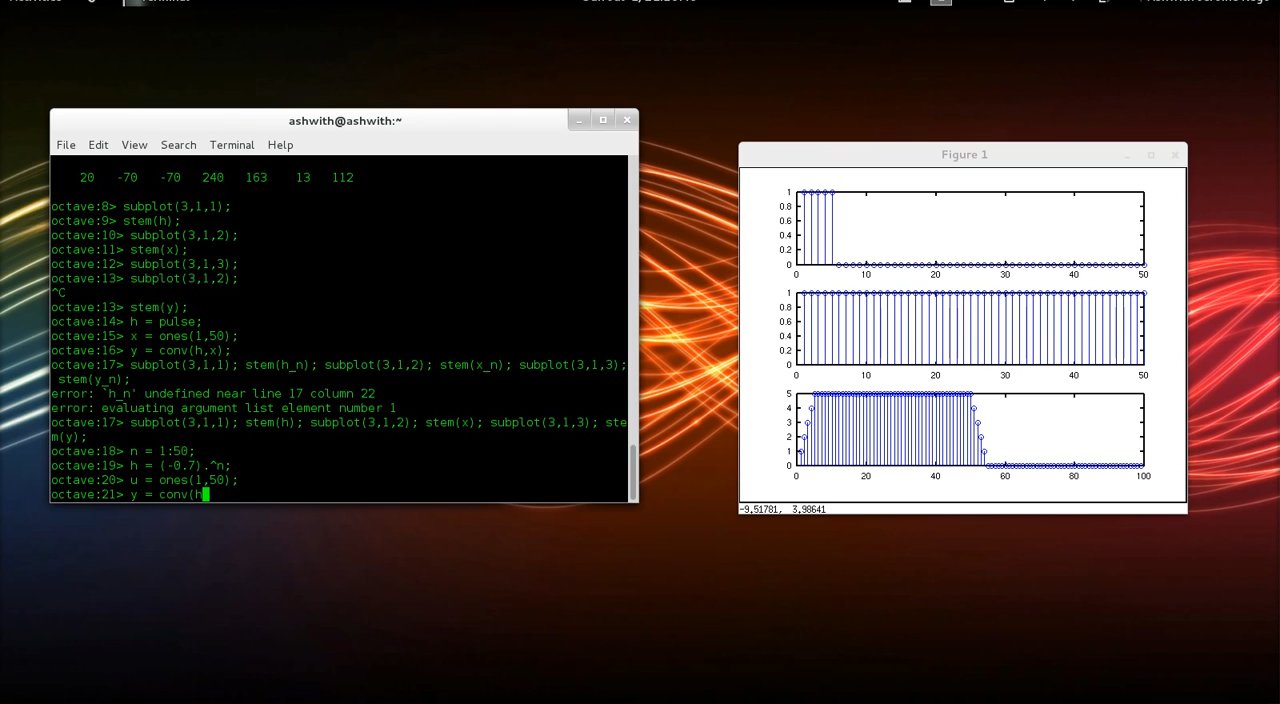 ashwith@ashwith:~
File Edit View Search Terminal Help
20 -70 -70 240 163 13 112
octave:8> subplot(3,1,1);
octave:9> stem(h);
octave:10> subplot(3,1,2);
octave:11> stem(x);
octave:12> subplot(3,1,3);
octave:13> subplot(3,1,2);
^C
octave:13> stem(y);
octave:14> h = pulse;
octave:15> x = ones(1,50);
octave:16> y = conv(h,x);
octave:17> subplot(3,1,1); stem(h_n); subplot(3,1,2); stem(x_n); subplot(3,1,3);
stem(y_n);
error: `h_n' undefined near line 17 column 22
error: evaluating argument list element number 1
octave:17> subplot(3,1,1); stem(h); subplot(3,1,2); stem(x); subplot(3,1,3); ste
m(y);
octave:18> n = 1:50;
octave:19> h = (-0.7).^n;
octave:20> u = ones(1,50);
octave:21> y = conv(h
Figure 1
1
0.8
0.6
0.4
0.2
0
0 10 20 30 40 50
1
0.8
0.6
0.4
0.2
0
0 10 20 30 40 50
5
4
3
2
1
0
0 20 40 60 80 100
-9.51781, 3.98641